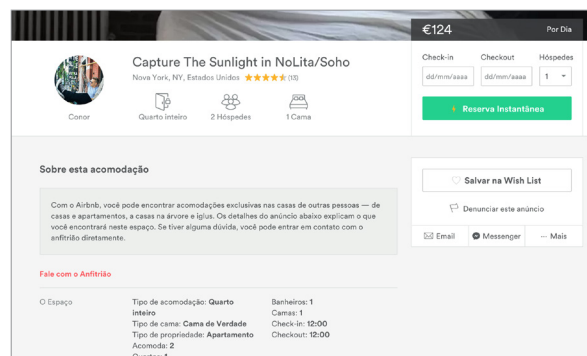 €124 Por Dia
Capture The Sunlight in NoLita/Soho
Nova York, NY, Estados Unidos (13)
Conor
Quarto inteiro
2 Hóspedes
1 Cama
Check-in Checkout Hóspedes
dd/mm/aaaa dd/mm/aaaa 1
Reserva Instantânea
Sobre esta acomodação
Com o Airbnb, você pode encontrar acomodações exclusivas nas casas de outras pessoas — de
casas e apartamentos, a casas na árvore e iglus. Os detalhes do anúncio abaixo explicam o que
você encontrará neste espaço. Se tiver alguma dúvida, você pode entrar em contato com o
anfitrião diretamente.
Salvar na Wish List
Denunciar este anúncio
Email Messenger Mais
Fale com o Anfitrião
O Espaço
Tipo de acomodação: Quarto
inteiro
Tipo de cama: Cama de Verdade
Tipo de propriedade: Apartamento
Acomoda: 2
Quartos: 1
Banheiros: 1
Camas: 1
Check-in: 12:00
Checkout: 12:00